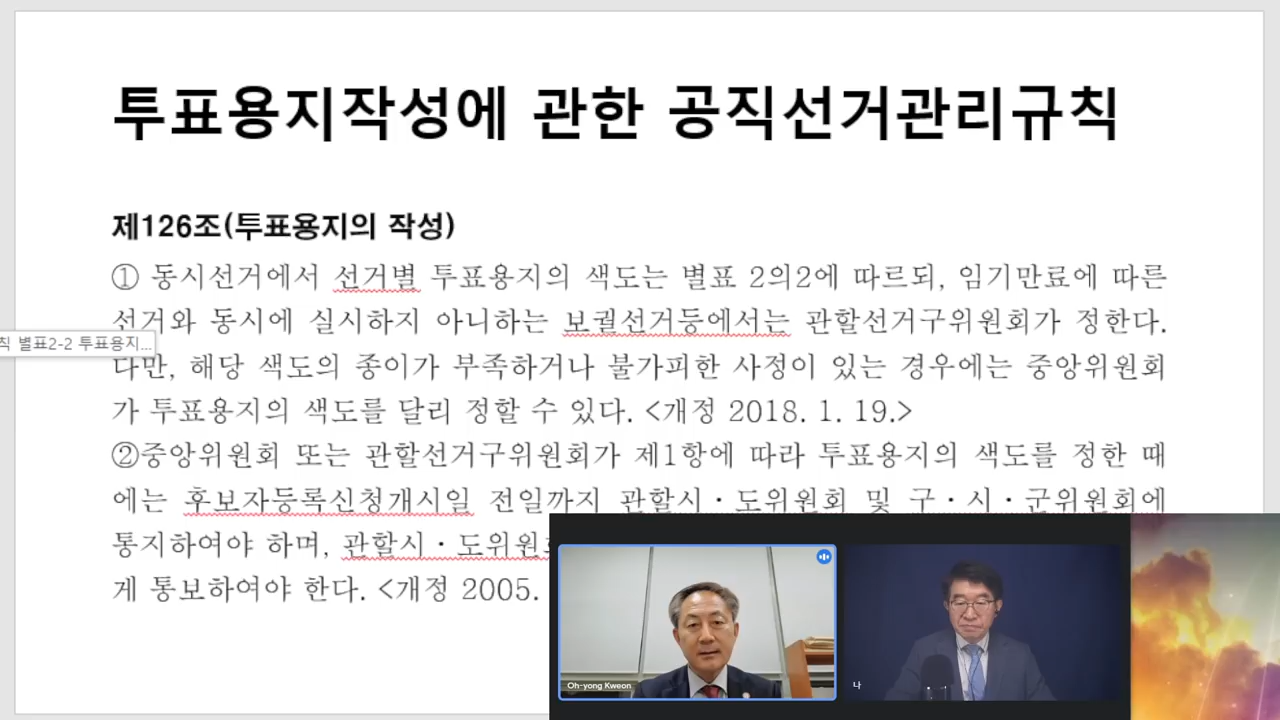 투표용지작성에 관한 공직선거관리규칙
제126조(투표용지의 작성)
① 동시선거에서 선거별 투표용지의 색도는 별표 2의2에 따르되, 임기만료에 따른
선거와 동시에 실시하지 아니하는 보궐선거등에서는 관할선거구위원회가 정한다.
칙 별표2-2 투표용지...
다만, 해당 색도의 종이가 부족하거나 불가피한 사정이 있는 경우에는 중앙위원회
가 투표용지의 색도를 달리 정할 수 있다. <개정 2018. 1. 19.>
②중앙위원회 또는 관할선거구위원회가 제1항에 따라 투표용지의 색도를 정한 때
에는 후보자등록신청개시일 전일까지 관할시·도위원회 및 구·시·군위원회에
통지하여야 하며, 관할시·도위원
게 통보하여야 한다. <개정 2005.
Oh-yong Kweon
나